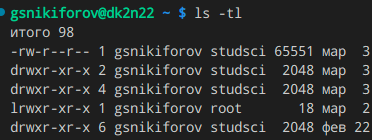 gsnikiforov@dk2n22 ~ $ ls -tl
итого 98
-rw-r--r-- 1 gsnikiforov studsci 65551 мар 3
drwxr-xr-x 2 gsnikiforov studsci 2048 мар 3
drwxr-xr-x 4 gsnikiforov studsci 2048 мар 3
lrwxr-xr-x 1 gsnikiforov root 18 мар 2
drwxr-xr-x 6 gsnikiforov studsci 2048 фев 22